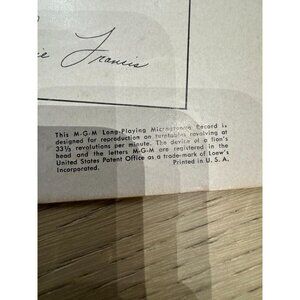 Francis
This M-G-M Long-Playing Microgroove Record is
designed for reproduction on turntables revolving at
33⅓ revolutions per minute. The device of a lion's
head and the letters M-G-M are registered in the
United States Patent Office as a trade-mark of Loew's
Incorporated. Printed in U. S. A.